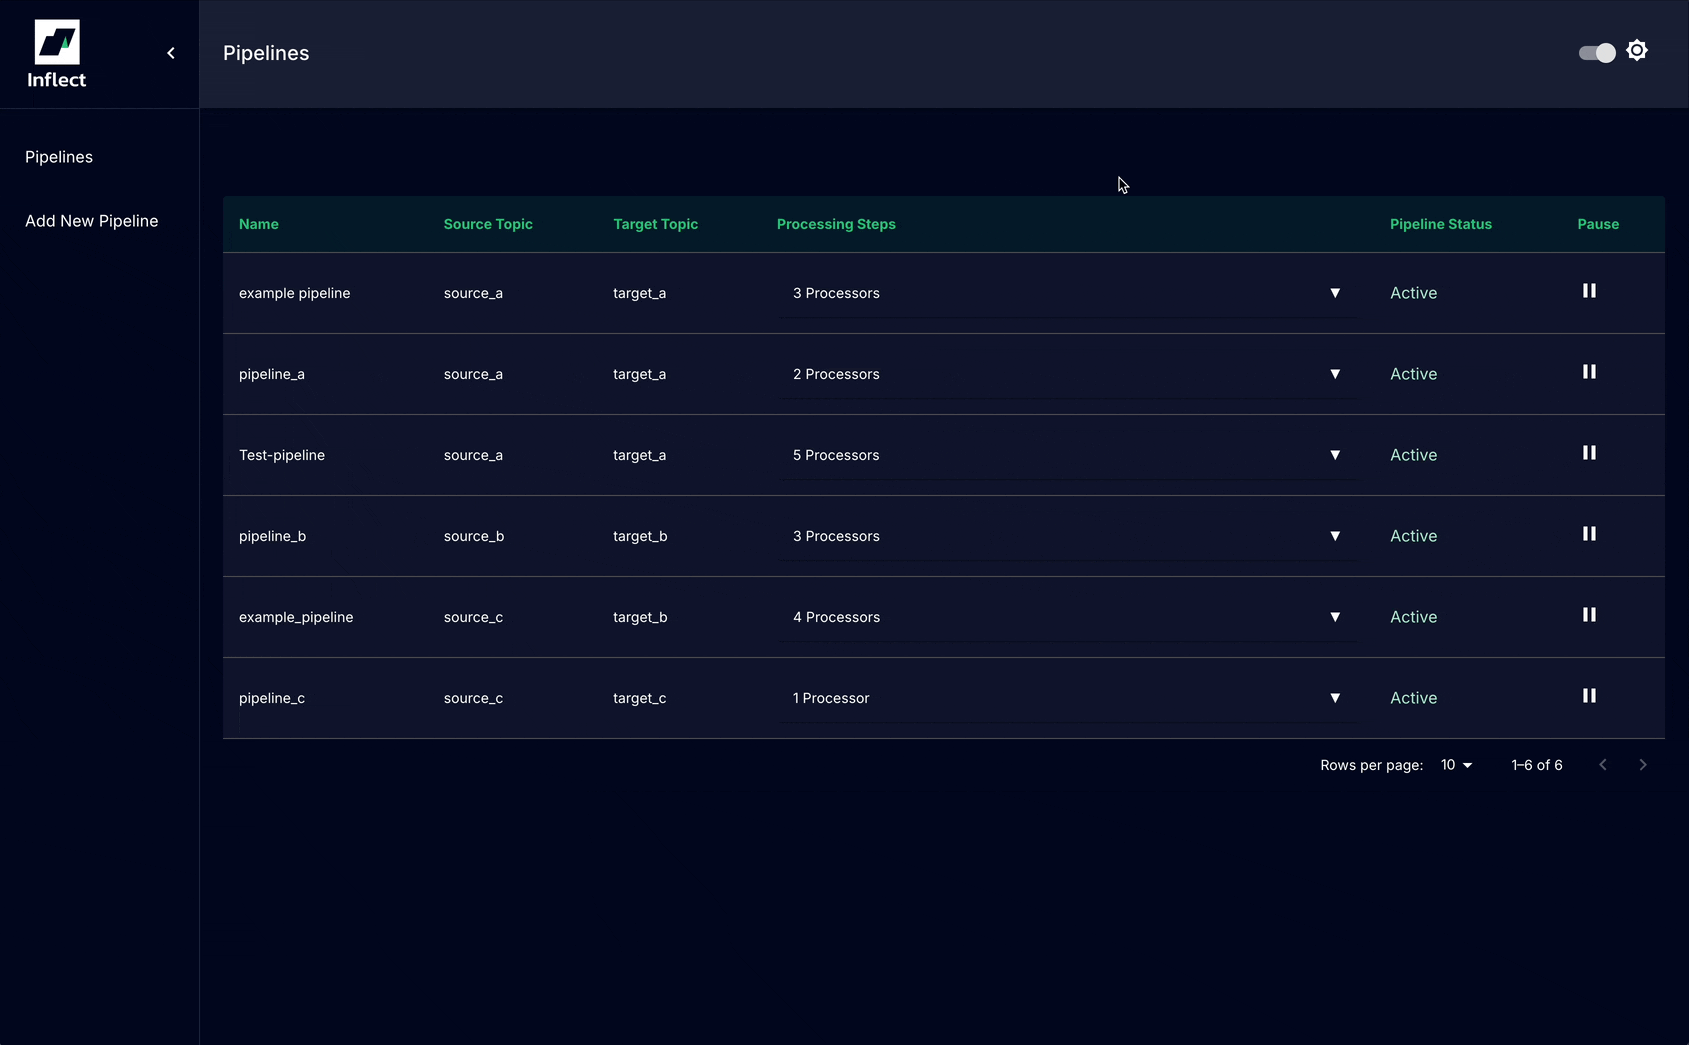 Inflect
Pipelines
Pipelines
Add New Pipeline
Name Source Topic Target Topic Processing Steps Pipeline Status Pause
example pipeline source_a target_a 3 Processors Active
pipeline_a source_a target_a 2 Processors Active
Test-pipeline source_a target_a 5 Processors Active
pipeline_b source_b target_b 3 Processors Active
example_pipeline source_c target_b 4 Processors Active
pipeline_c source_c target_c 1 Processor Active
Rows per page: 10 1–6 of 6